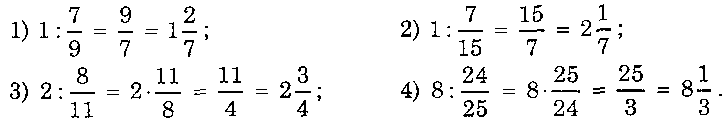 1) 1 : 7/9 = 9/7 = 1 2/7 ; 2) 1 : 7/15 = 15/7 = 2 1/7 ;
3) 2 : 8/11 = 2 · 11/8 = 11/4 = 2 3/4 ; 4) 8 : 24/25 = 8 · 25/24 = 25/3 = 8 1/3 .